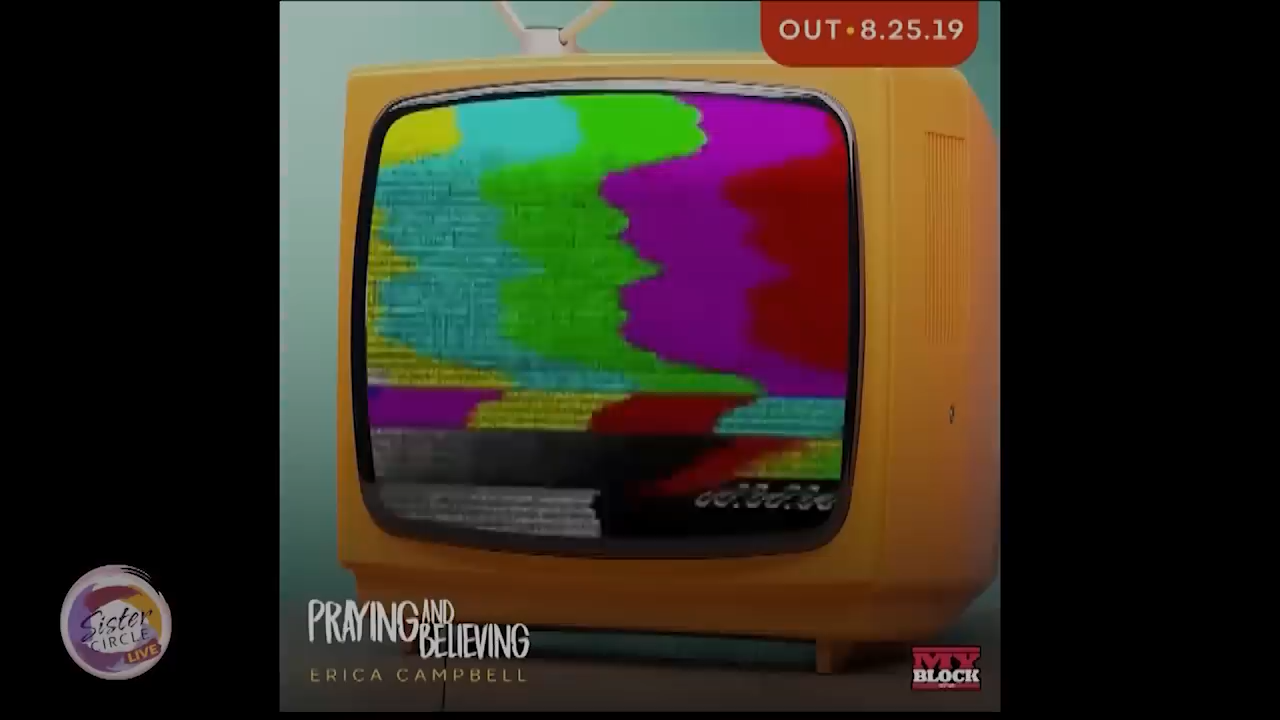 OUT•8.25.19
PRAYING AND
BELIEVING
ERICA CAMPBELL
Sister
CIRCLE
LIVE
MY
BLOCK